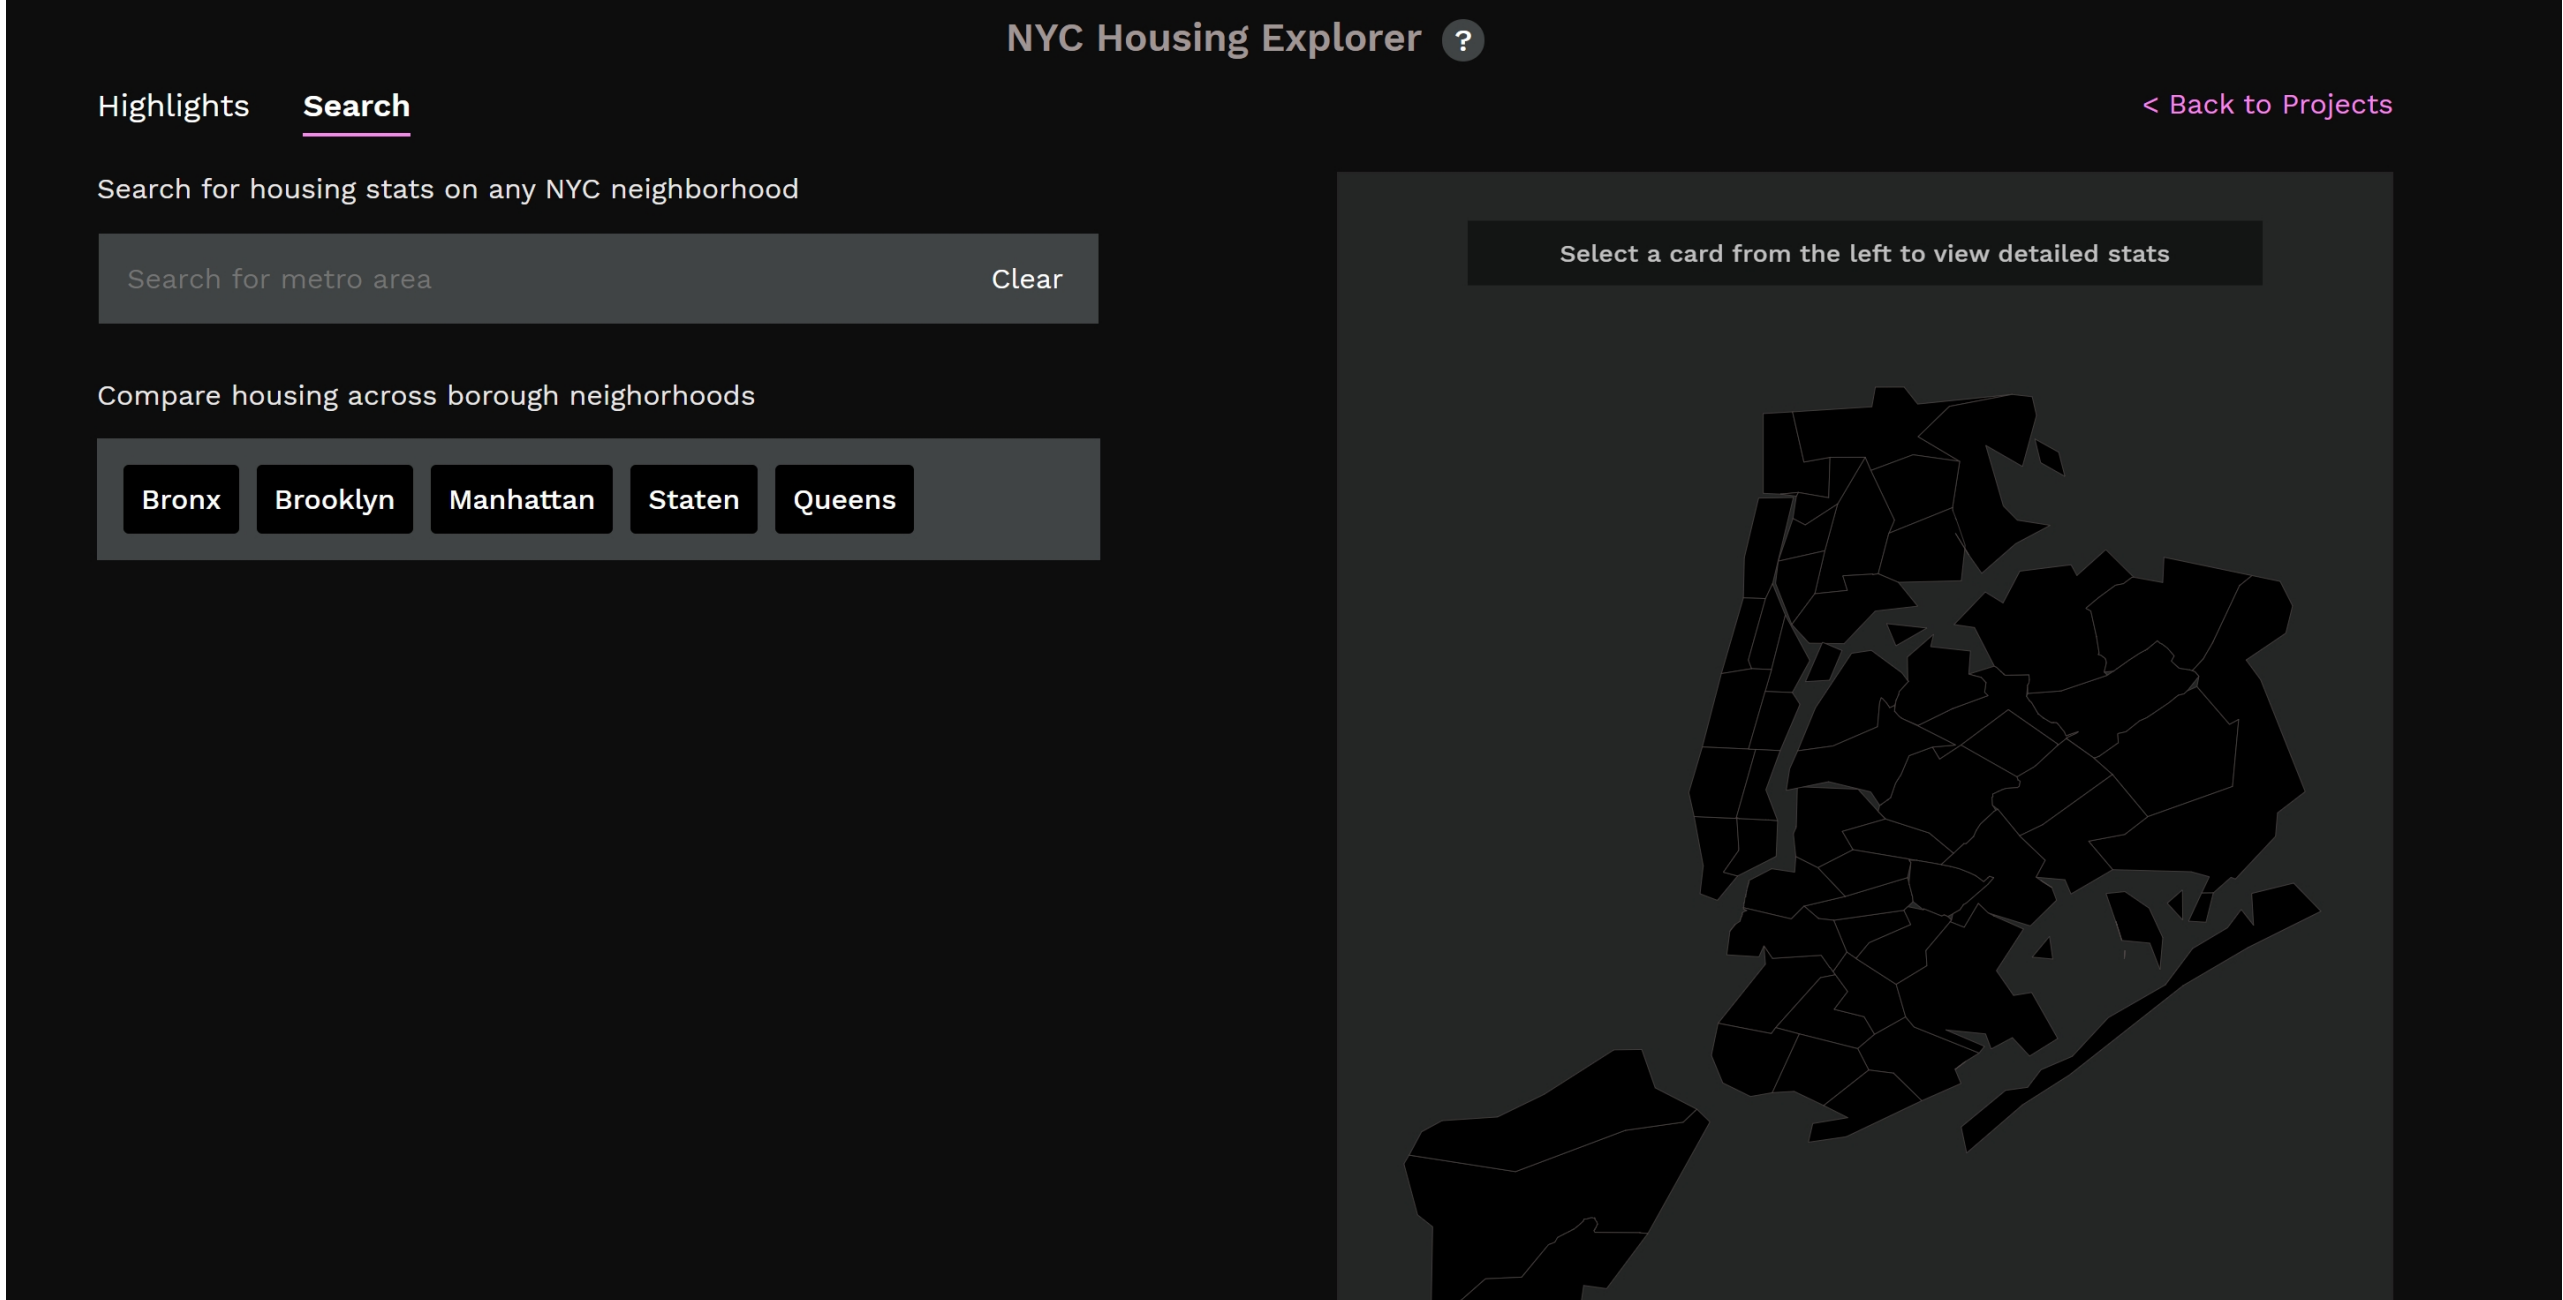 NYC Housing Explorer ?
Highlights Search
< Back to Projects
Search for housing stats on any NYC neighborhood
Search for metro area Clear
Compare housing across borough neighorhoods
Bronx Brooklyn Manhattan Staten Queens
Select a card from the left to view detailed stats